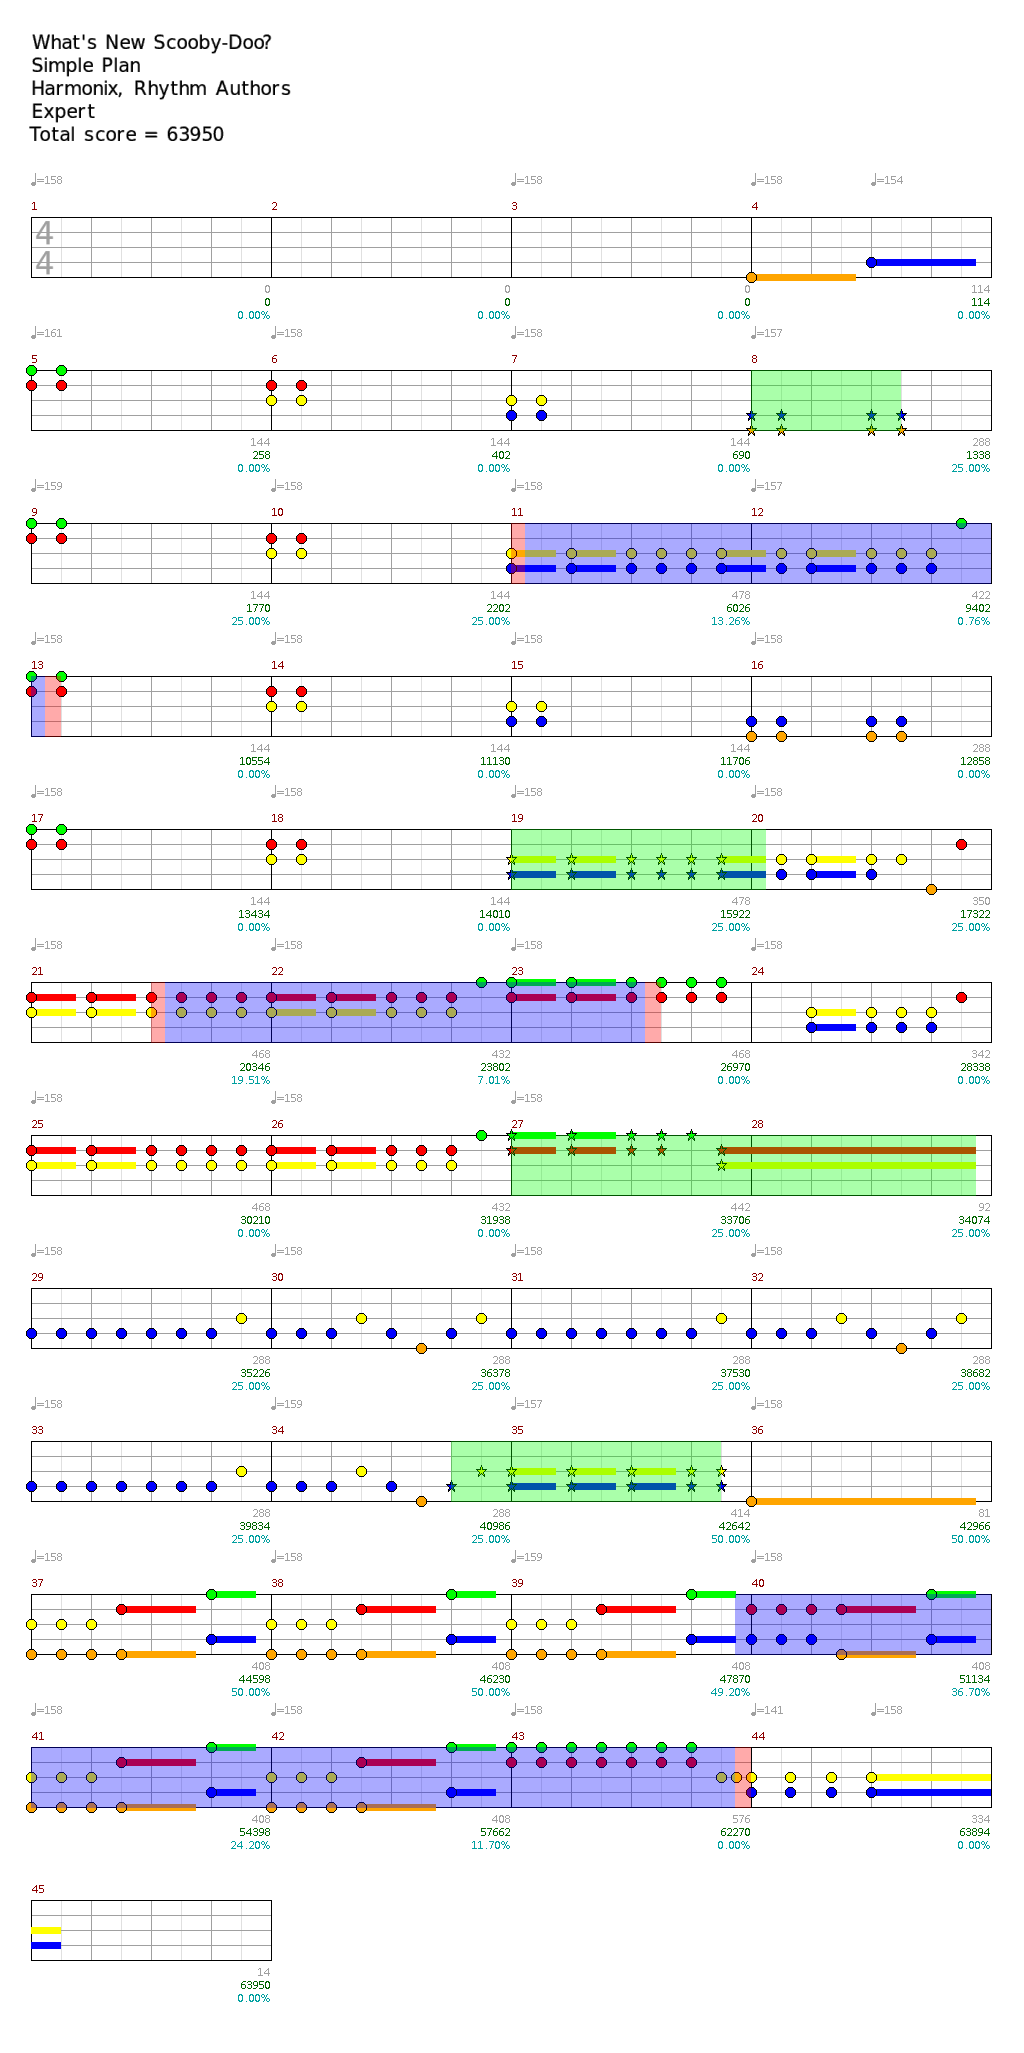 What's New Scooby-Doo?
Simple Plan
Harmonix, Rhythm Authors
Expert
Total score = 63950
♩=158 ♩=158 ♩=158 ♩=154
1 2 3 4
4
4
0 0 0 114
0 0 0 114
0.00% 0.00% 0.00% 0.00%
♩=161 ♩=158 ♩=158 ♩=157
5 6 7 8
144 144 144 288
258 402 690 1338
0.00% 0.00% 0.00% 25.00%
♩=159 ♩=158 ♩=158 ♩=157
9 10 11 12
144 144 478 422
1770 2202 6026 9402
25.00% 25.00% 13.26% 0.76%
♩=158 ♩=158 ♩=158 ♩=158
13 14 15 16
144 144 144 288
10554 11130 11706 12858
0.00% 0.00% 0.00% 0.00%
♩=158 ♩=158 ♩=158 ♩=158
17 18 19 20
144 144 478 350
13434 14010 15922 17322
0.00% 0.00% 25.00% 25.00%
♩=158 ♩=158 ♩=158
21 22 23 24
468 432 468 342
20346 23802 26970 28338
19.51% 7.01% 0.00% 0.00%
♩=158 ♩=158 ♩=158
25 26 27 28
468 432 442 92
30210 31938 33706 34074
0.00% 0.00% 25.00% 25.00%
♩=158 ♩=158 ♩=158 ♩=158
29 30 31 32
288 288 288 288
35226 36378 37530 38682
25.00% 25.00% 25.00% 25.00%
♩=158 ♩=159 ♩=157 ♩=158
33 34 35 36
288 288 414 81
39834 40986 42642 42966
25.00% 25.00% 50.00% 50.00%
♩=158 ♩=158 ♩=159 ♩=158
37 38 39 40
408 408 408 408
44598 46230 47870 51134
50.00% 50.00% 49.20% 36.70%
♩=158 ♩=158 ♩=158 ♩=141 ♩=158
41 42 43 44
408 408 576 334
54398 57662 62270 63894
24.20% 11.70% 0.00% 0.00%
45
14
63950
0.00%